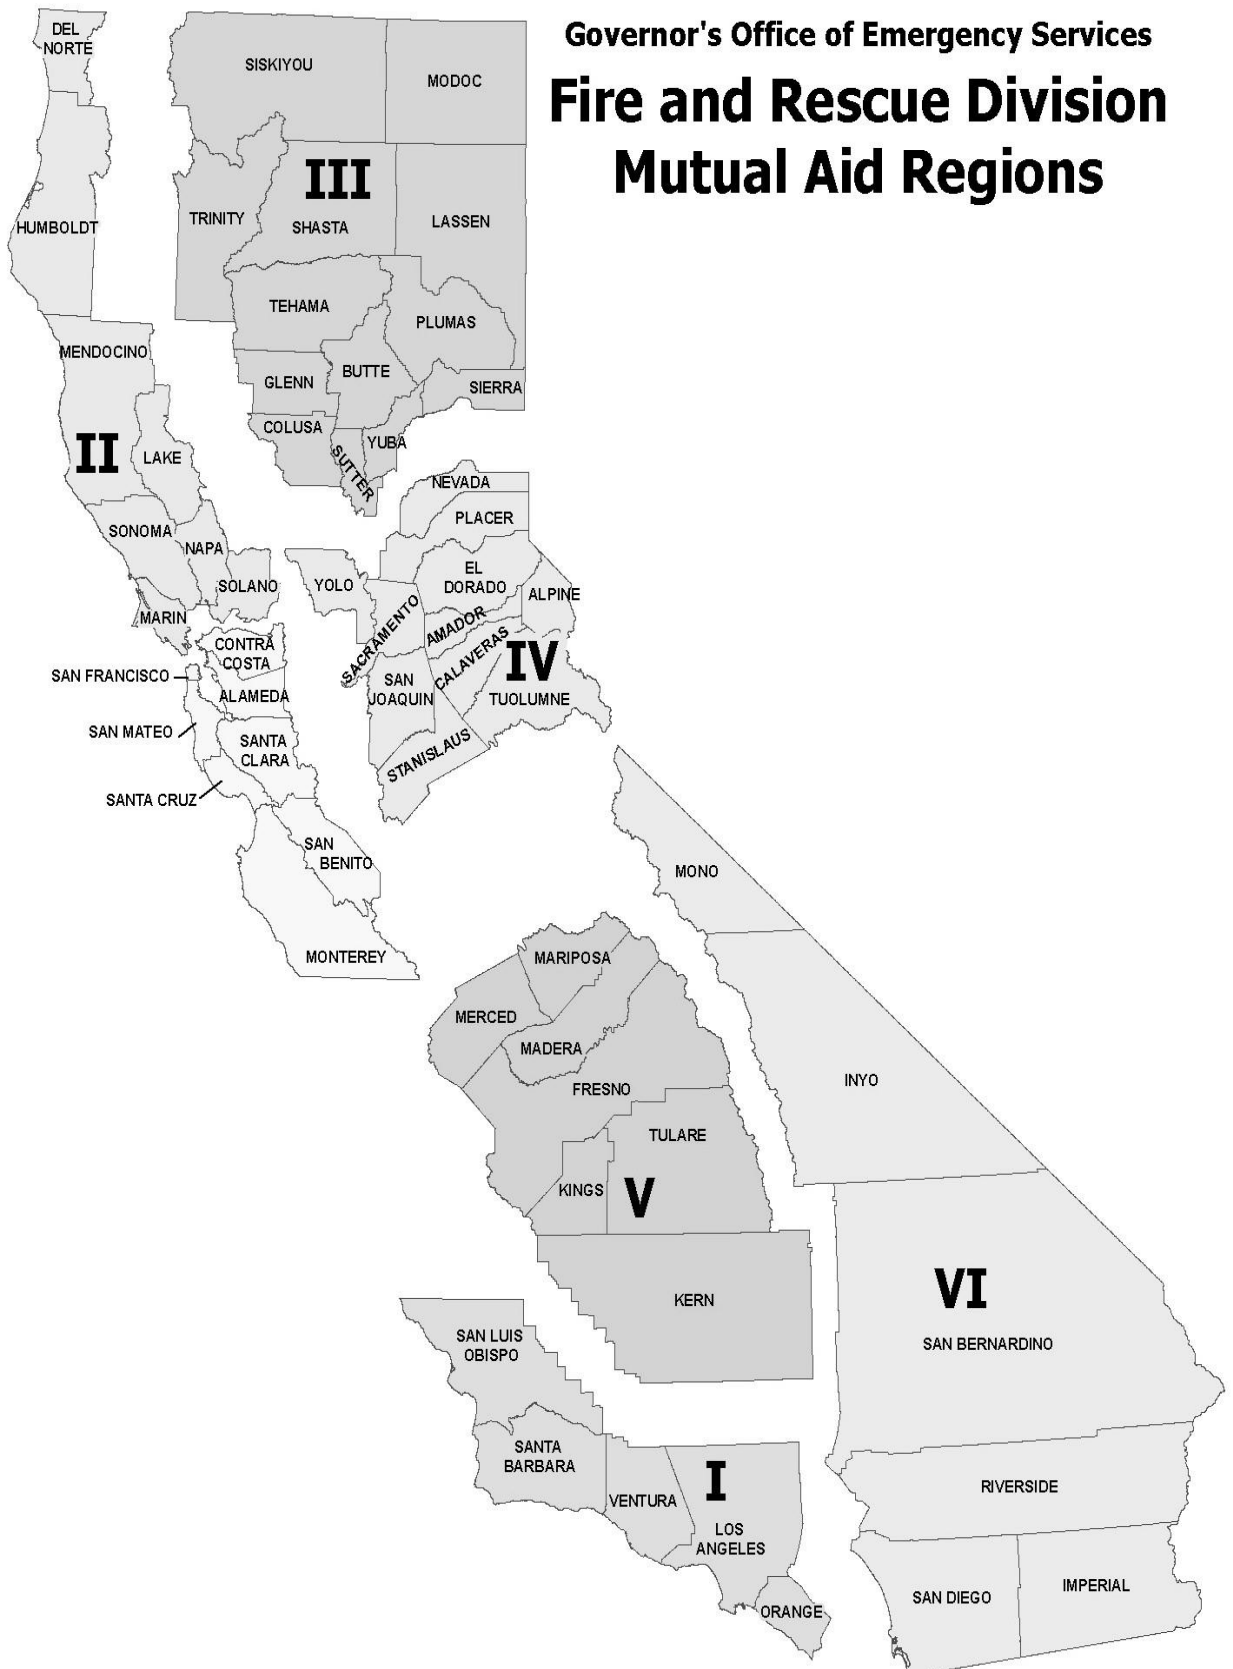 Governor's Office of Emergency Services
Fire and Rescue Division
Mutual Aid Regions
DEL
NORTE
HUMBOLDT
MENDOCINO
II
LAKE
SONOMA
NAPA
SOLANO
MARIN
CONTRA
COSTA
SAN FRANCISCO
ALAMEDA
SAN MATEO
SANTA
CLARA
SANTA CRUZ
SAN
BENITO
MONTEREY
SISKIYOU
MODOC
III
TRINITY
SHASTA
LASSEN
TEHAMA
PLUMAS
GLENN
BUTTE
SIERRA
COLUSA
YUBA
SUTTER
NEVADA
PLACER
YOLO
EL
DORADO
ALPINE
SACRAMENTO
AMADOR
CALAVERAS
IV
SAN
JOAQUIN
TUOLUMNE
STANISLAUS
MONO
INYO
MARIPOSA
MERCED
MADERA
FRESNO
TULARE
KINGS
V
KERN
VI
SAN BERNARDINO
RIVERSIDE
SAN DIEGO
IMPERIAL
SAN LUIS
OBISPO
SANTA
BARBARA
VENTURA
I
LOS
ANGELES
ORANGE